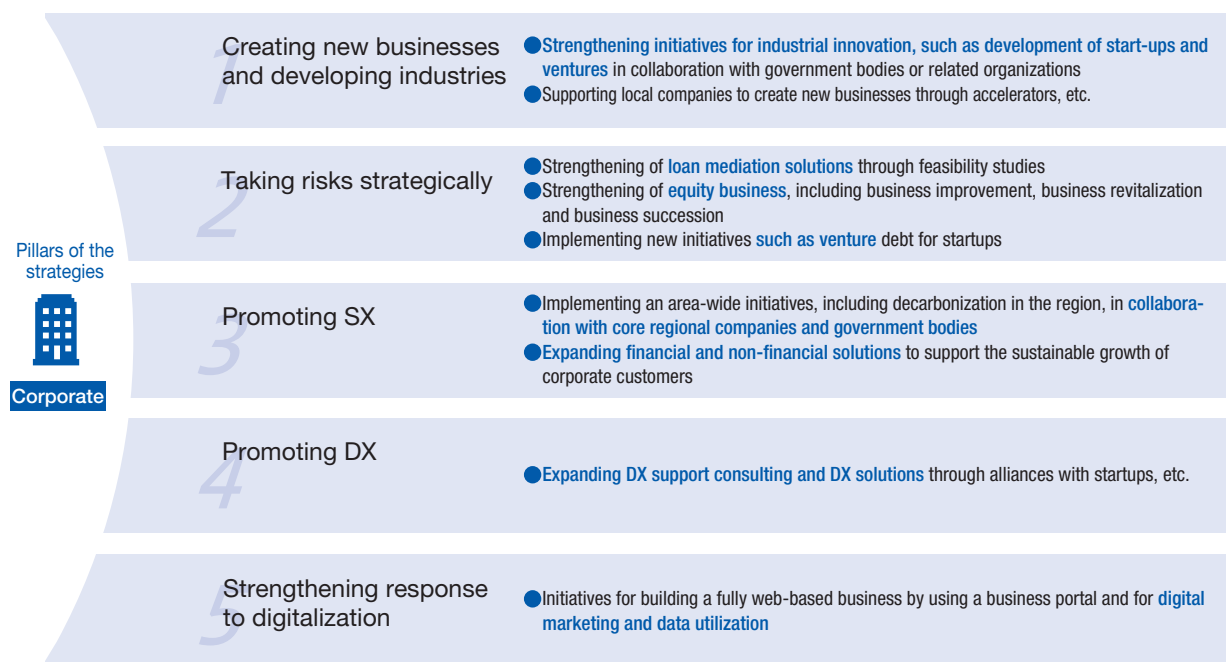 Pillars of the
strategies
Corporate
1
Creating new businesses
and developing industries
●Strengthening initiatives for industrial innovation, such as development of start-ups and
ventures in collaboration with government bodies or related organizations
●Supporting local companies to create new businesses through accelerators, etc.
2
Taking risks strategically
●Strengthening of loan mediation solutions through feasibility studies
●Strengthening of equity business, including business improvement, business revitalization
and business succession
●Implementing new initiatives such as venture debt for startups
3
Promoting SX
●Implementing an area-wide initiatives, including decarbonization in the region, in collabora-
tion with core regional companies and government bodies
●Expanding financial and non-financial solutions to support the sustainable growth of
corporate customers
4
Promoting DX
●Expanding DX support consulting and DX solutions through alliances with startups, etc.
5
Strengthening response
to digitalization
●Initiatives for building a fully web-based business by using a business portal and for digital
marketing and data utilization